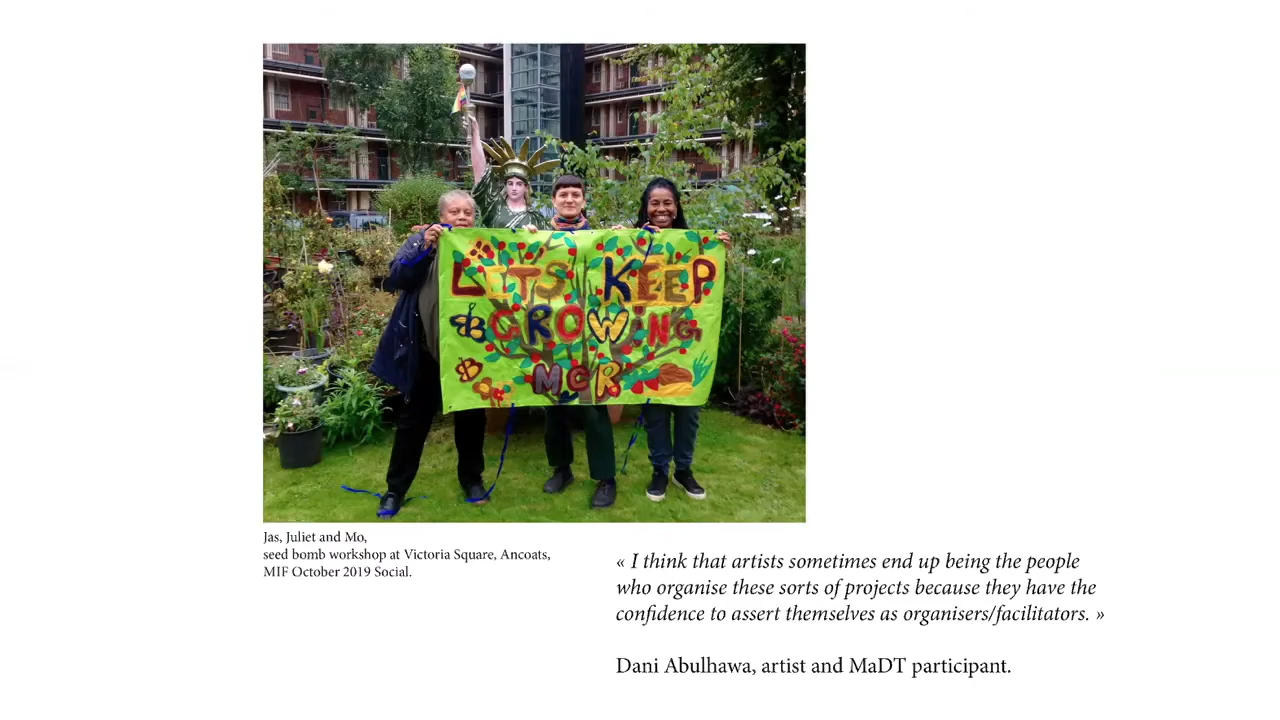 LETS KEEP
GROWING
MCR
Jas, Juliet and Mo,
seed bomb workshop at Victoria Square, Ancoats,
MIF October 2019 Social.
« I think that artists sometimes end up being the people
who organise these sorts of projects because they have the
confidence to assert themselves as organisers/facilitators. »
Dani Abulhawa, artist and MaDT participant.